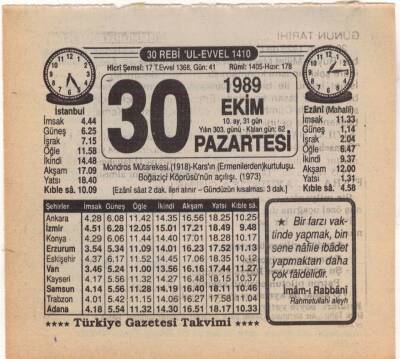 30 REBİ 'UL-EVVEL 1410
Hicrî Şemsî: 17 T.Evvel 1368, Gün: 41 Rûmî: 1405-Hızır: 178
30
1989
EKİM
10. ay, 31 gün
Yılın 303. günü - Kalan gün: 62
PAZARTESİ
İstanbul
İmsak 4.44
Güneş 6.25
İşrak 7.15
Öğle 11.58
İkindi 14.48
Akşam 17.09
Yatsı 18.40
Kıble sâ. 10.09
Ezânî (Mahallî)
İmsak 11.33
Güneş 1.14
İşrak 2.04
Öğle 6.47
İkindi 9.37
Akşam 12.00
Yatsı 1.31
Kıble sâ. 4.58
Mondros Mütarekesi.(1918)-Kars'ın (Ermenilerden)kurtuluşu.
Boğaziçi Köprüsü'nün açılışı. (1973)
[Ezânî sâat 2 dak. ileri alınır – Gündüzün kısalması: 3 dak.]
Şehirler İmsak Güneş Öğle İkindi Akşam Yatsı Kıble sâ.
Ankara 4.28 6.08 11.42 14.35 16.56 18.25 10.25
İzmir 4.51 6.28 12.05 15.01 17.21 18.49 9.48
Konya 4.29 6.06 11.44 14.40 17.01 18.28 10.17
Erzurum 3.54 5.34 11.09 14.01 16.23 17.52 11.37
Eskişehir 4.37 6.17 11.52 14.45 17.06 18.35 10.12
Van 3.46 5.24 11.00 13.56 16.16 17.44 11.27
Kayseri 4.17 5.56 11.32 14.27 16.48 18.15 10.37
Samsun 4.14 5.56 11.28 14.19 16.40 18.11 10.46
Trabzon 4.01 5.42 11.15 14.06 16.27 17.58 11.04
Adana 4.18 5.54 11.32 14.30 16.51 18.17 10.33
Bir farzı vak-
tinde yapmak, bin
sene nâfile ibâdet
yapmaktan daha
çok fâidelidir.
İmâm-ı Rabbânî
Rahmetullahi aleyh
★★★★ Türkiye Gazetesi Takvimi ★★★★